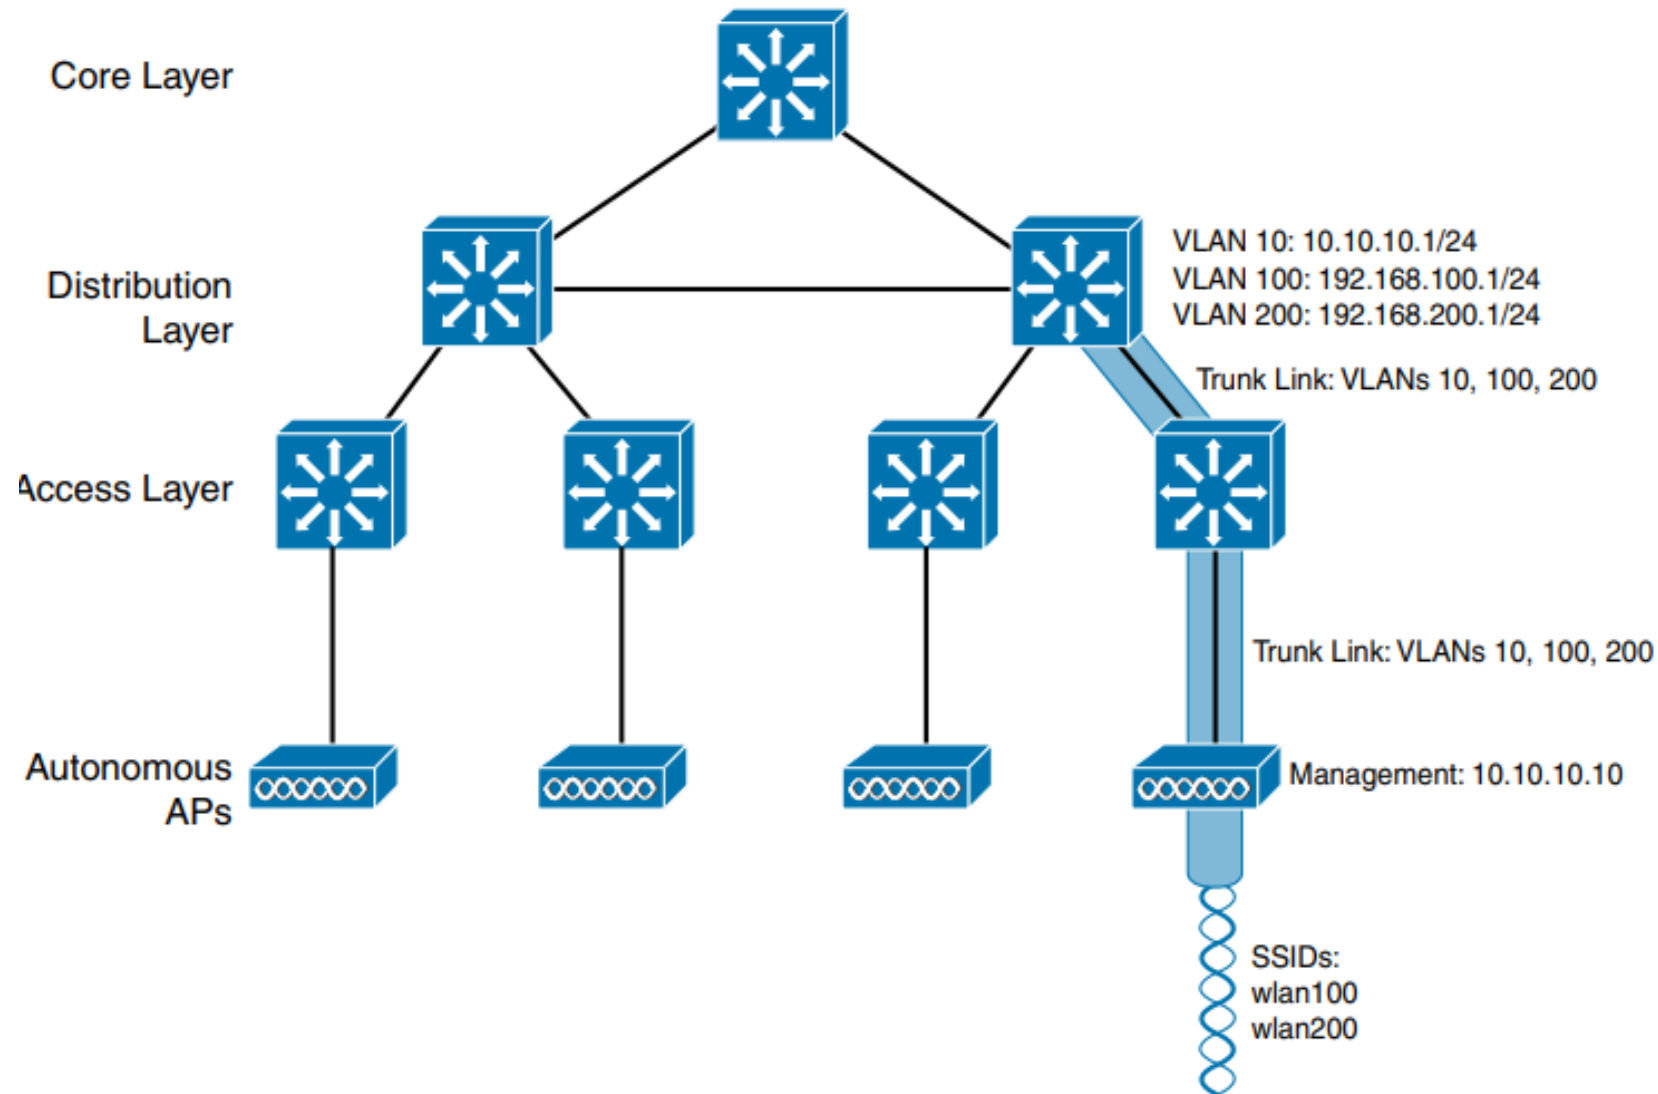 Core Layer
Distribution
Layer
VLAN 10: 10.10.10.1/24
VLAN 100: 192.168.100.1/24
VLAN 200: 192.168.200.1/24
Trunk Link: VLANs 10, 100, 200
Access Layer
Trunk Link: VLANs 10, 100, 200
Autonomous
APs
Management: 10.10.10.10
SSIDs:
wlan100
wlan200